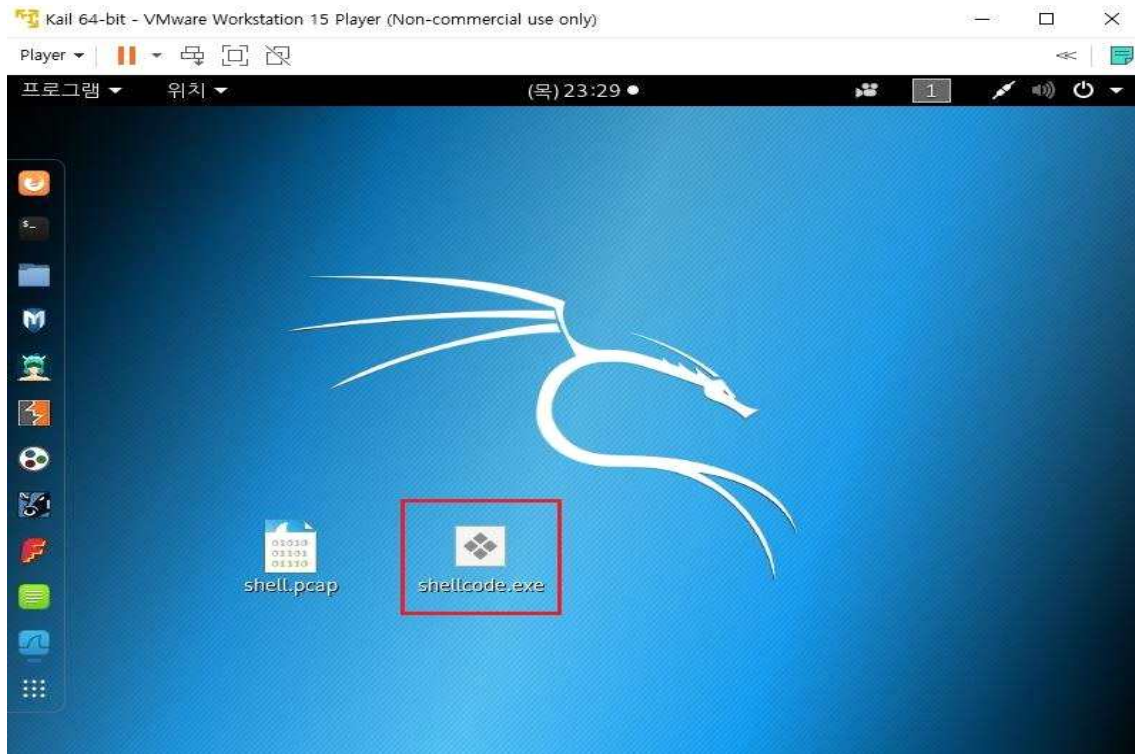 Kail 64-bit - VMware Workstation 15 Player (Non-commercial use only)
Player
프로그램 위치 (목) 23:29 1
shell.pcap shellcode.exe